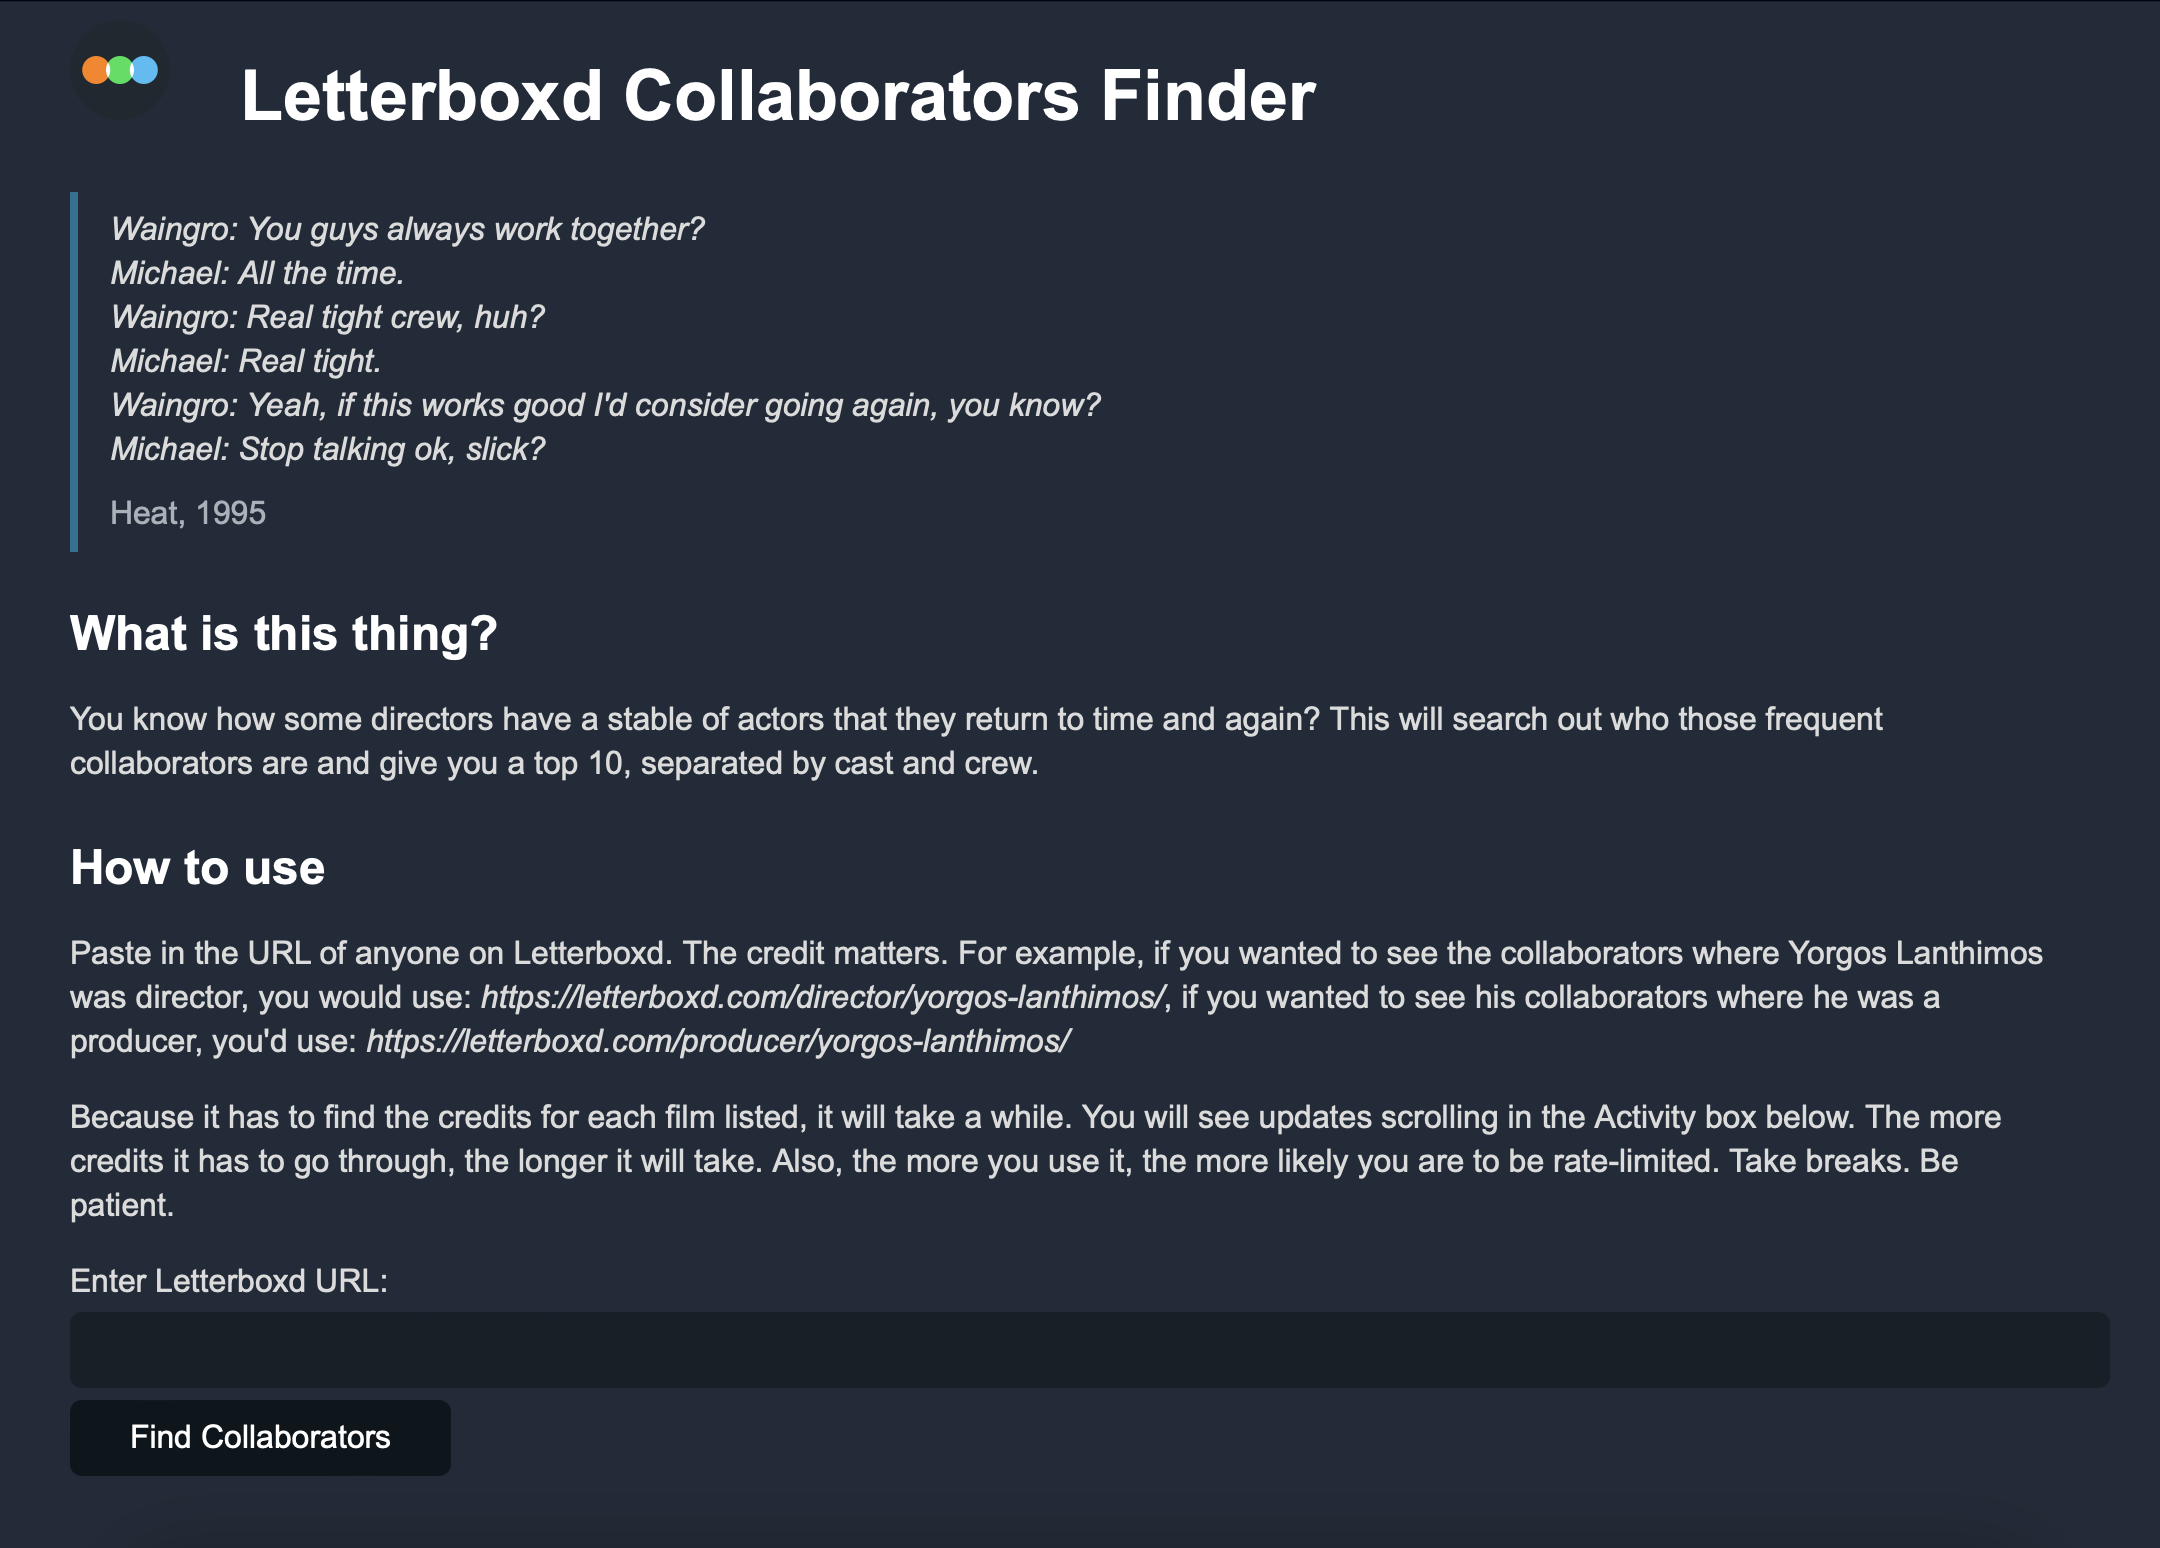 Letterboxd Collaborators Finder
Waingro: You guys always work together?
Michael: All the time.
Waingro: Real tight crew, huh?
Michael: Real tight.
Waingro: Yeah, if this works good I'd consider going again, you know?
Michael: Stop talking ok, slick?
Heat, 1995
What is this thing?
You know how some directors have a stable of actors that they return to time and again? This will search out who those frequent
collaborators are and give you a top 10, separated by cast and crew.
How to use
Paste in the URL of anyone on Letterboxd. The credit matters. For example, if you wanted to see the collaborators where Yorgos Lanthimos
was director, you would use: https://letterboxd.com/director/yorgos-lanthimos/, if you wanted to see his collaborators where he was a
producer, you'd use: https://letterboxd.com/producer/yorgos-lanthimos/
Because it has to find the credits for each film listed, it will take a while. You will see updates scrolling in the Activity box below. The more
credits it has to go through, the longer it will take. Also, the more you use it, the more likely you are to be rate-limited. Take breaks. Be
patient.
Enter Letterboxd URL:
Find Collaborators